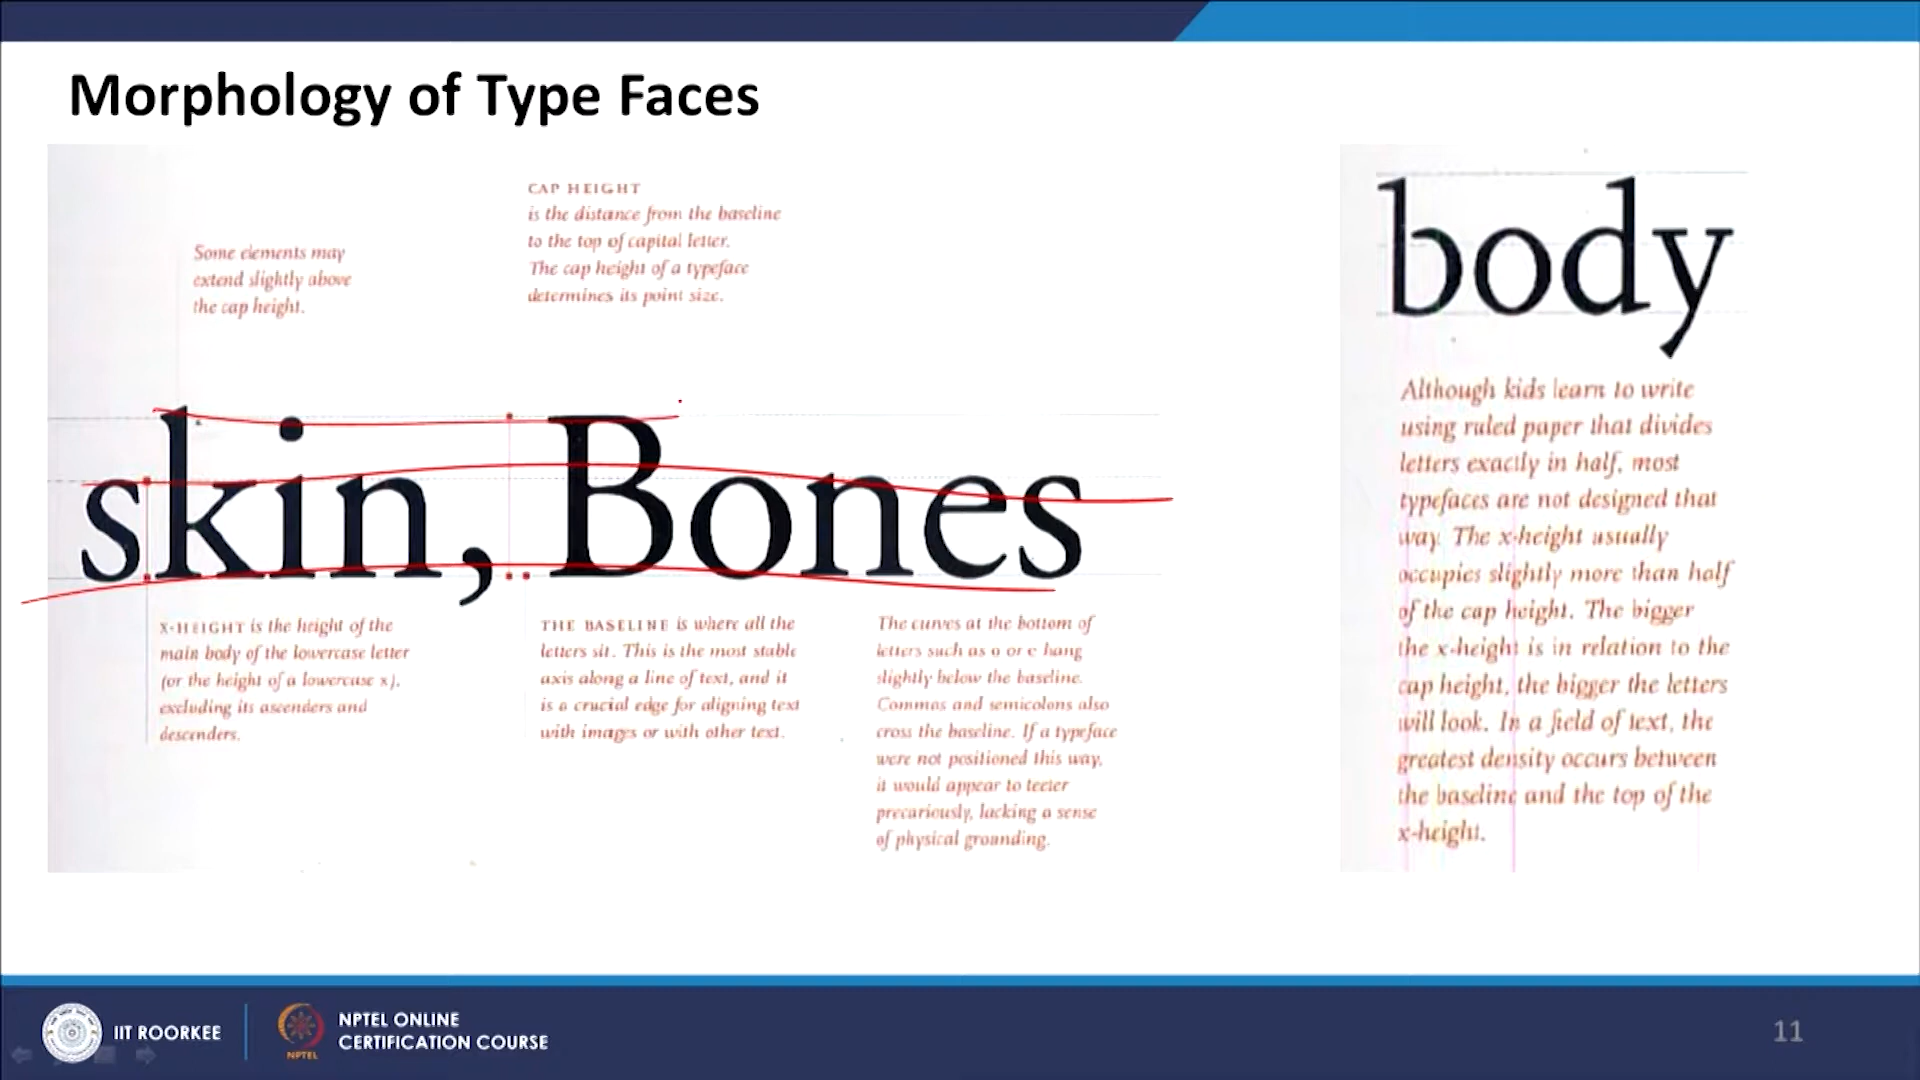 Morphology of Type Faces
Some elements may
extend slightly above
the cap height.
CAP HEIGHT
is the distance from the baseline
to the top of capital letter.
The cap height of a typeface
determines its point size.
skin, Bones
X-HEIGHT is the height of the
main body of the lowercase letter
(or the height of a lowercase x),
excluding its ascenders and
descenders.
THE BASELINE is where all the
letters sit. This is the most stable
axis along a line of text, and it
is a crucial edge for aligning text
with images or with other text.
The curves at the bottom of
letters such as o or e hang
slightly below the baseline.
Commas and semicolons also
cross the baseline. If a typeface
were not positioned this way,
it would appear to teeter
precariously, lacking a sense
of physical grounding.
body
Although kids learn to write
using ruled paper that divides
letters exactly in half, most
typefaces are not designed that
way. The x-height usually
occupies slightly more than half
of the cap height. The bigger
the x-height is in relation to the
cap height, the bigger the letters
will look. In a field of text, the
greatest density occurs between
the baseline and the top of the
x-height.
IIT ROORKEE
NPTEL
NPTEL ONLINE
CERTIFICATION COURSE
11